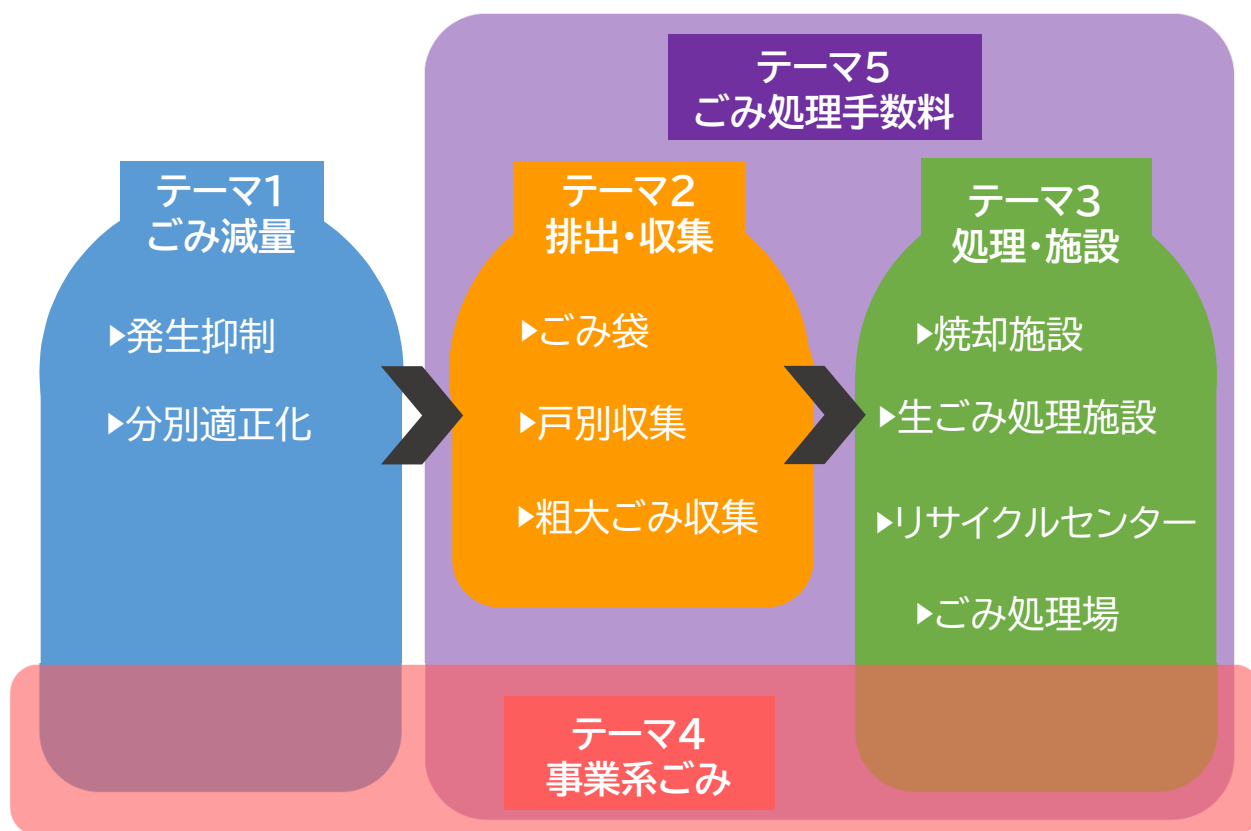 テーマ5
ごみ処理手数料
テーマ1
ごみ減量
▶発生抑制
▶分別適正化
テーマ2
排出・収集
▶ごみ袋
▶戸別収集
▶粗大ごみ収集
テーマ3
処理・施設
▶焼却施設
▶生ごみ処理施設
▶リサイクルセンター
▶ごみ処理場
テーマ4
事業系ごみ